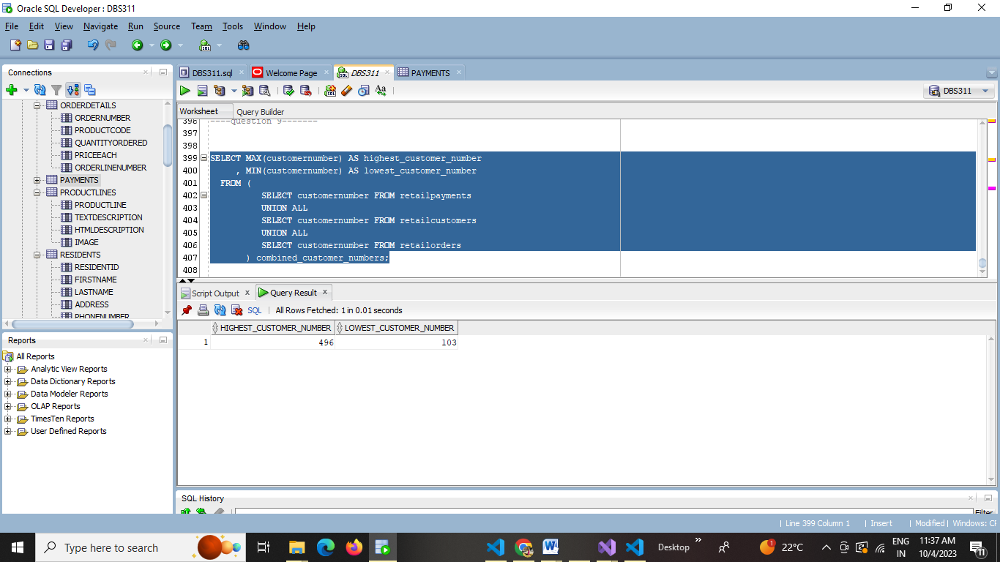 Oracle SQL Developer : DBS311
File Edit View Navigate Run Source Team Tools Window Help
Connections
ORDERDETAILS
ORDERNUMBER
PRODUCTCODE
QUANTITYORDERED
PRICEEACH
ORDERLINENUMBER
PAYMENTS
PRODUCTLINES
PRODUCTLINE
TEXTDESCRIPTION
HTMLDESCRIPTION
IMAGE
RESIDENTS
RESIDENTID
FIRSTNAME
LASTNAME
ADDRESS
PHONENUMBER
Reports
All Reports
Analytic View Reports
Data Dictionary Reports
Data Modeler Reports
OLAP Reports
TimesTen Reports
User Defined Reports
DBS311.sql Welcome Page DBS311 PAYMENTS
DBS311
Worksheet Query Builder
396 ----question 9-------
397
398
399 SELECT MAX(customernumber) AS highest_customer_number
400 , MIN(customernumber) AS lowest_customer_number
401 FROM (
402 SELECT customernumber FROM retailpayments
403 UNION ALL
404 SELECT customernumber FROM retailcustomers
405 UNION ALL
406 SELECT customernumber FROM retailorders
407 ) combined_customer_numbers;
408
Script Output x Query Result x
SQL | All Rows Fetched: 1 in 0.01 seconds
HIGHEST_CUSTOMER_NUMBER LOWEST_CUSTOMER_NUMBER
1 496 103
SQL History
Filter
| Line 399 Column 1 | Insert | Modified | Windows: CF
Type here to search
Desktop
22°C
ENG
IN
11:37 AM
10/4/2023
11